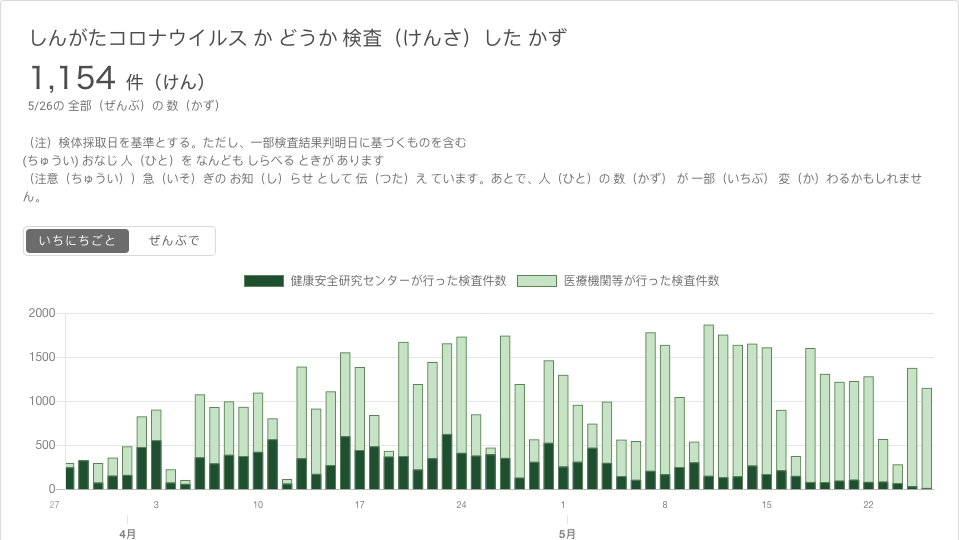 しんがたコロナウイルス か どうか 検査（けんさ）した かず
1,154 件（けん）
5/26の 全部（ぜんぶ）の 数（かず）
（注）検体採取日を基準とする。ただし、一部検査結果判明日に基づくものを含む
(ちゅうい) おなじ 人（ひと）を なんども しらべる ときが あります
（注意（ちゅうい））急（いそ）ぎの お知（し）らせ として 伝（つた）え ています。あとで、人（ひと）の 数（かず） が 一部（いちぶ） 変（か）わるかもしれませ
ん。
いちにちごと ぜんぶで
健康安全研究センターが行った検査件数 医療機関等が行った検査件数
2000
1500
1000
500
0
27 3 10 17 24 1 8 15 22
4月 5月